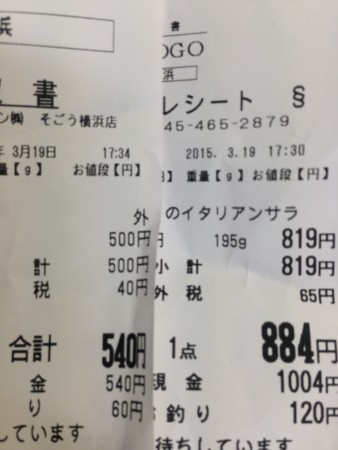 浜
書
OGO
浜
書
ン㈱ そごう横浜店
3月19日 17:34
量【g】 お値段【円】
外
500円
計 500円
税 40円
合計 540円
金 540円
り 60円
しています
レシート §
45-465-2879
2015. 3.19 17:30
】 重量【g】 お値段【円】
のイタリアンサラ
円 195g 819円
小 計 819円
外 税 65円
1点 884円
現 金 1004円
釣り 120円
待ちしています